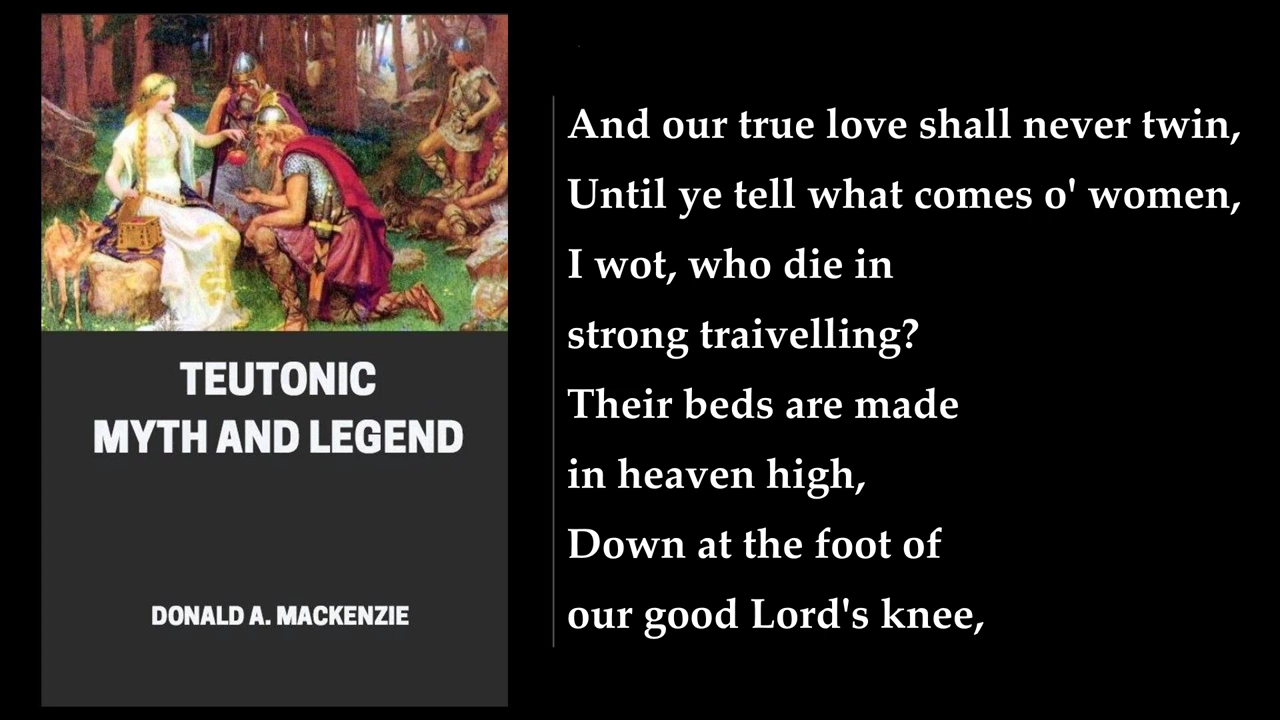 TEUTONIC
MYTH AND LEGEND
DONALD A. MACKENZIE
And our true love shall never twin,
Until ye tell what comes o' women,
I wot, who die in
strong traivelling?
Their beds are made
in heaven high,
Down at the foot of
our good Lord's knee,